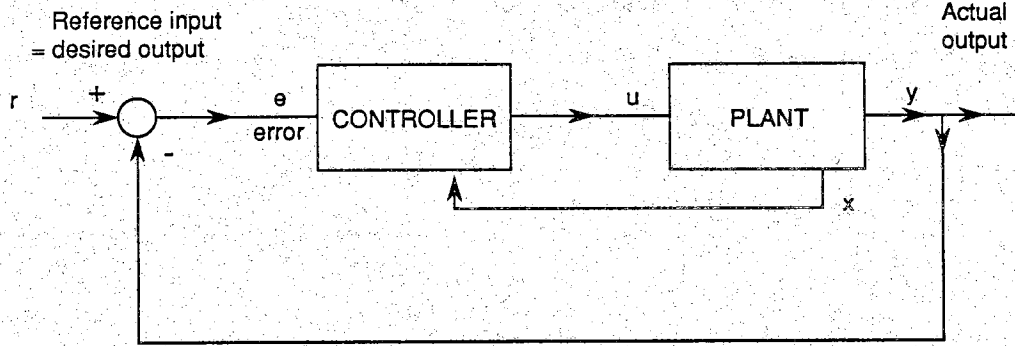 Reference input
= desired output
Actual
output
r
+
-
e
error
CONTROLLER
u
PLANT
y
x